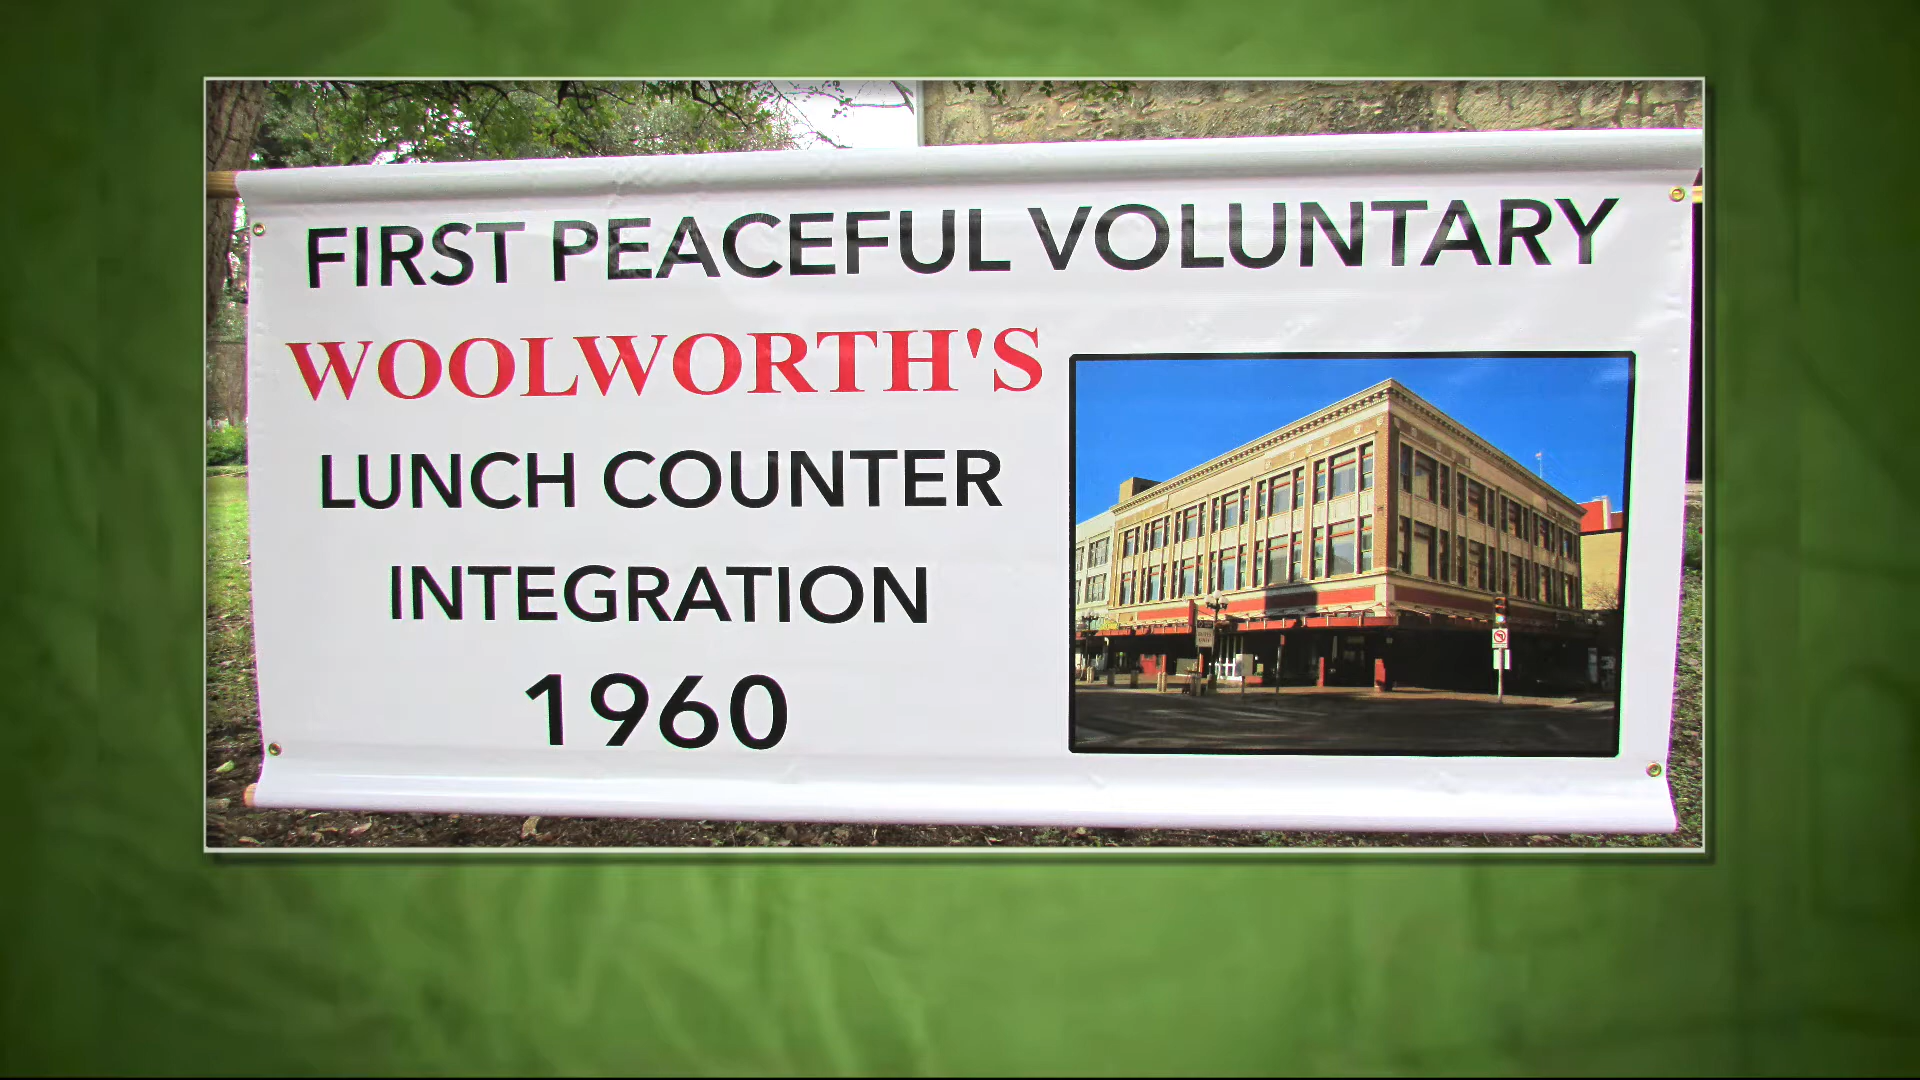 FIRST PEACEFUL VOLUNTARY
WOOLWORTH'S
LUNCH COUNTER
INTEGRATION
1960